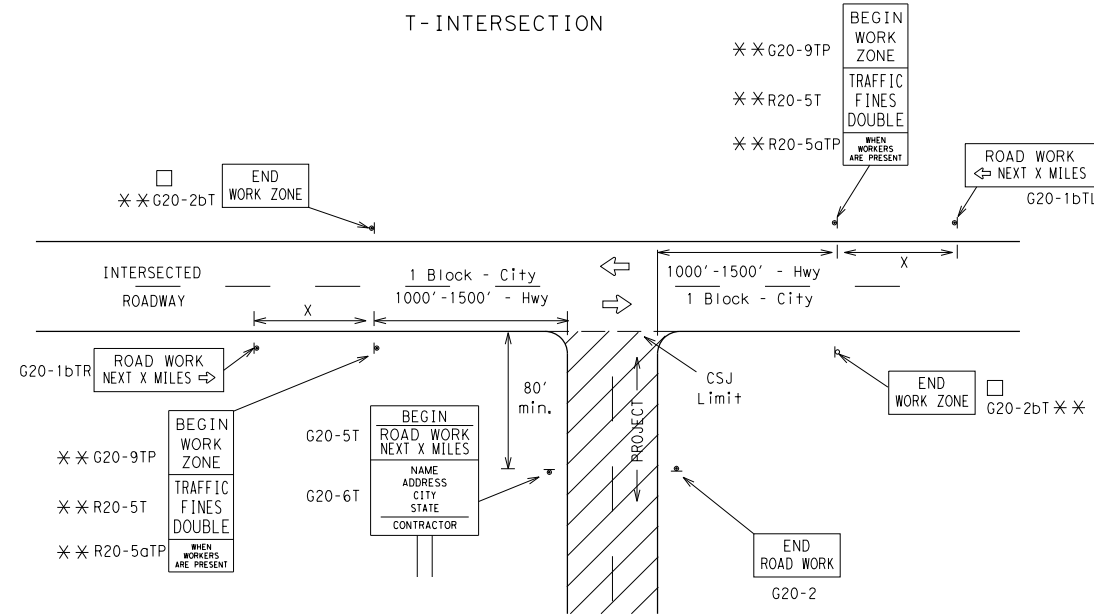 T-INTERSECTION
BEGIN
WORK
ZONE
TRAFFIC
FINES
DOUBLE
WHEN
WORKERS
ARE PRESENT
**G20-9TP
**R20-5T
**R20-5aTP
ROAD WORK
⇦ NEXT X MILES
G20-1bTL
END
WORK ZONE
□
**G20-2bT
INTERSECTED
ROADWAY
X
1 Block - City
1000'-1500' - Hwy
1000'-1500' - Hwy
1 Block - City
X
G20-1bTR
ROAD WORK
NEXT X MILES ⇨
80'
min.
CSJ
Limit
PROJECT
END
WORK ZONE
□
G20-2bT **
BEGIN
WORK
ZONE
TRAFFIC
FINES
DOUBLE
WHEN
WORKERS
ARE PRESENT
**G20-9TP
**R20-5T
**R20-5aTP
G20-5T
BEGIN
ROAD WORK
NEXT X MILES
G20-6T
NAME
ADDRESS
CITY
STATE
CONTRACTOR
END
ROAD WORK
G20-2